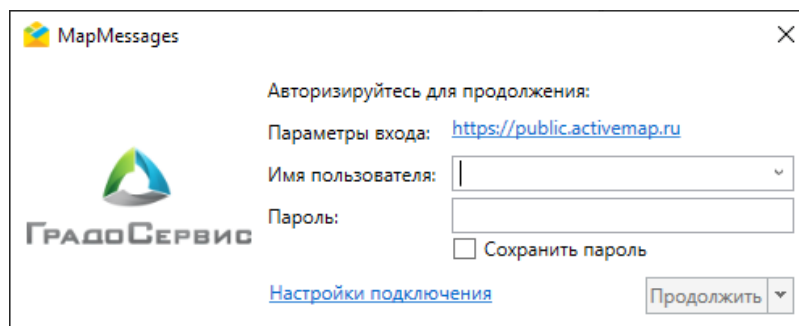 MapMessages
Авторизируйтесь для продолжения:
Параметры входа: https://public.activemap.ru
Имя пользователя:
ГрадоСервис
Пароль:
Сохранить пароль
Настройки подключения
Продолжить